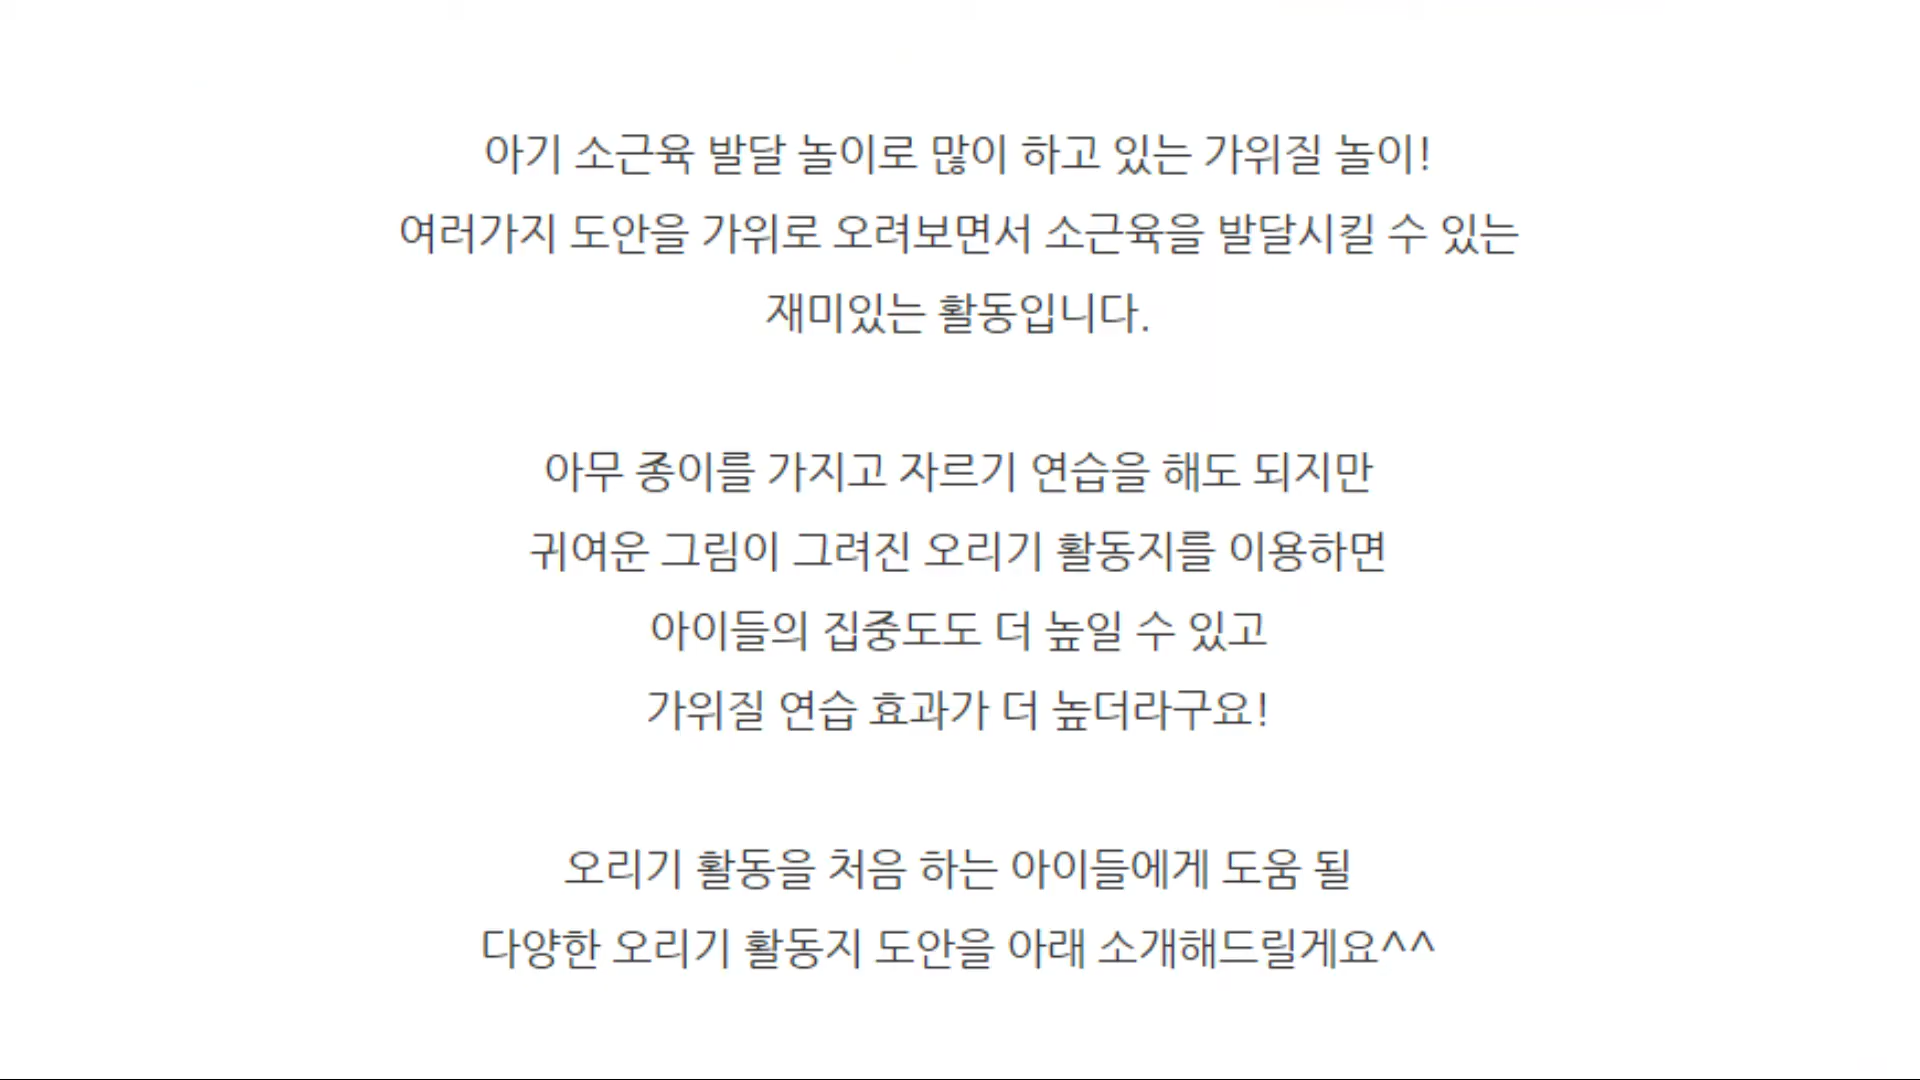 아기 소근육 발달 놀이로 많이 하고 있는 가위질 놀이!
여러가지 도안을 가위로 오려보면서 소근육을 발달시킬 수 있는
재미있는 활동입니다.
아무 종이를 가지고 자르기 연습을 해도 되지만
귀여운 그림이 그려진 오리기 활동지를 이용하면
아이들의 집중도도 더 높일 수 있고
가위질 연습 효과가 더 높더라구요!
오리기 활동을 처음 하는 아이들에게 도움 될
다양한 오리기 활동지 도안을 아래 소개해드릴게요^^